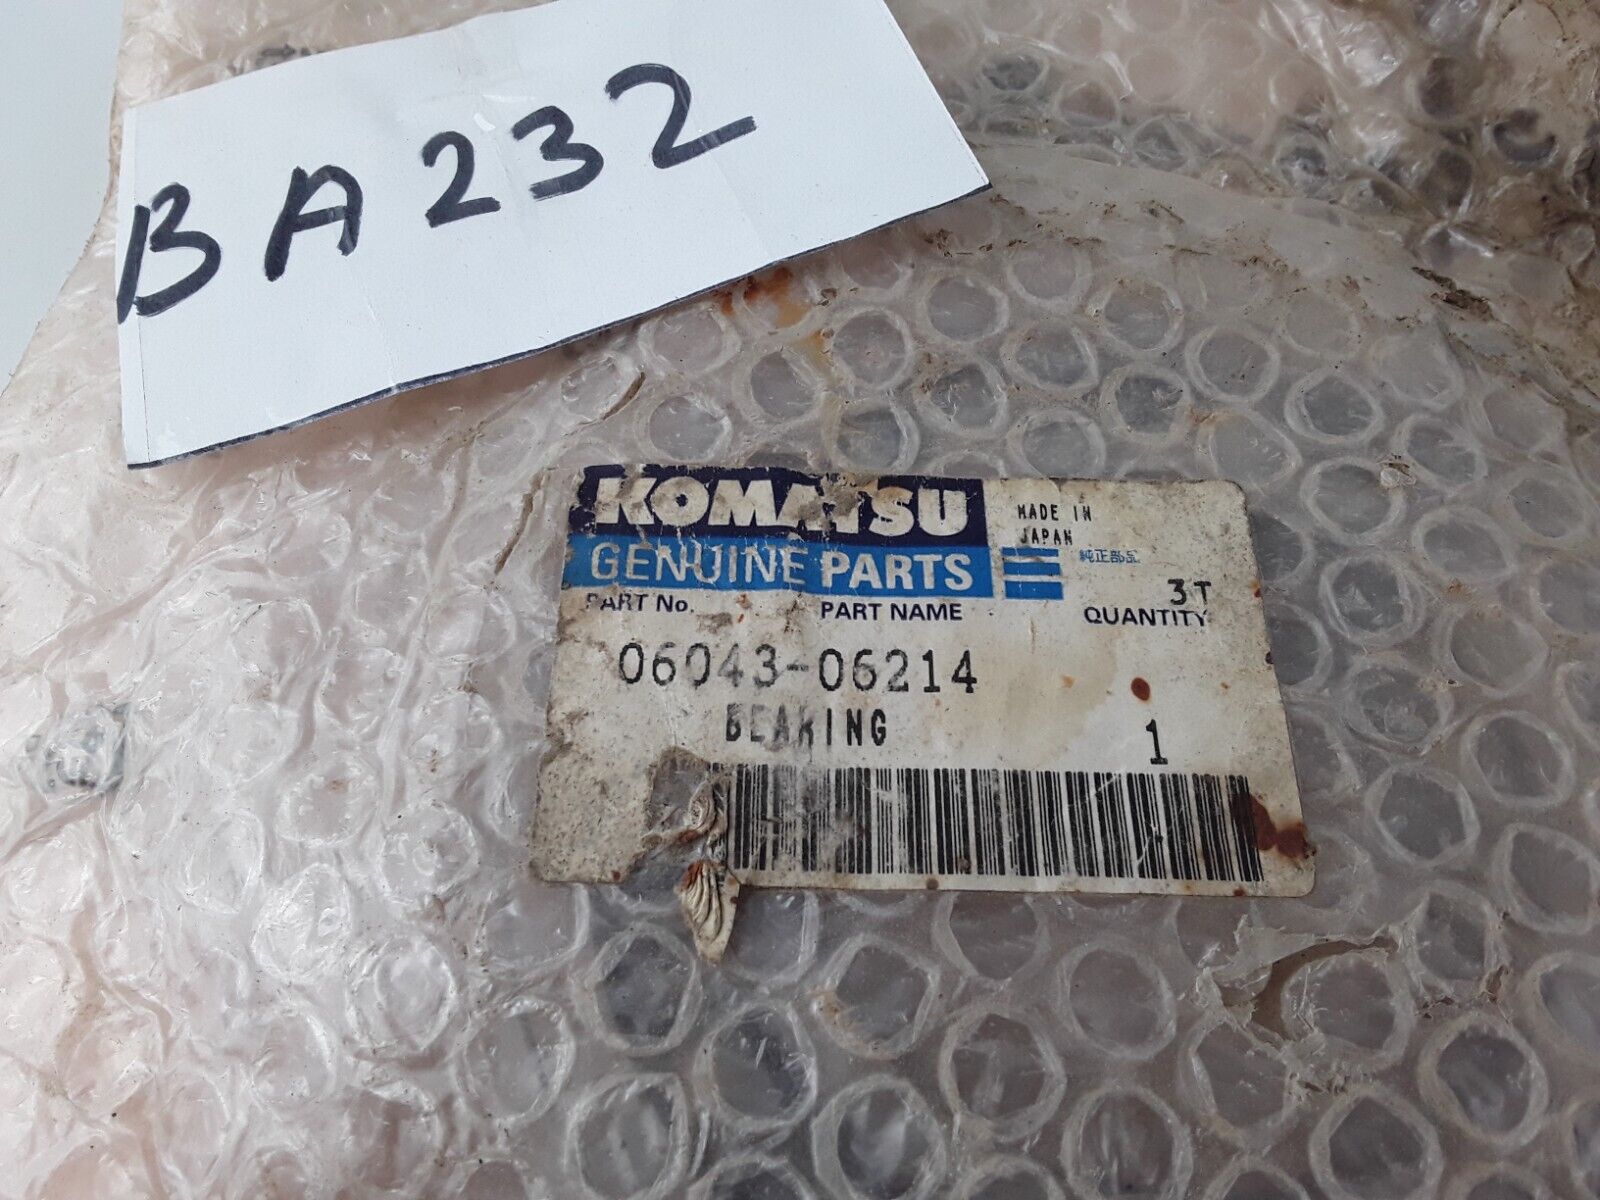 BA232
KOMATSU
GENUINE PARTS
MADE IN
JAPAN
純正部品
3T
PART No.
PART NAME
QUANTITY
06043-06214
BEARING
1